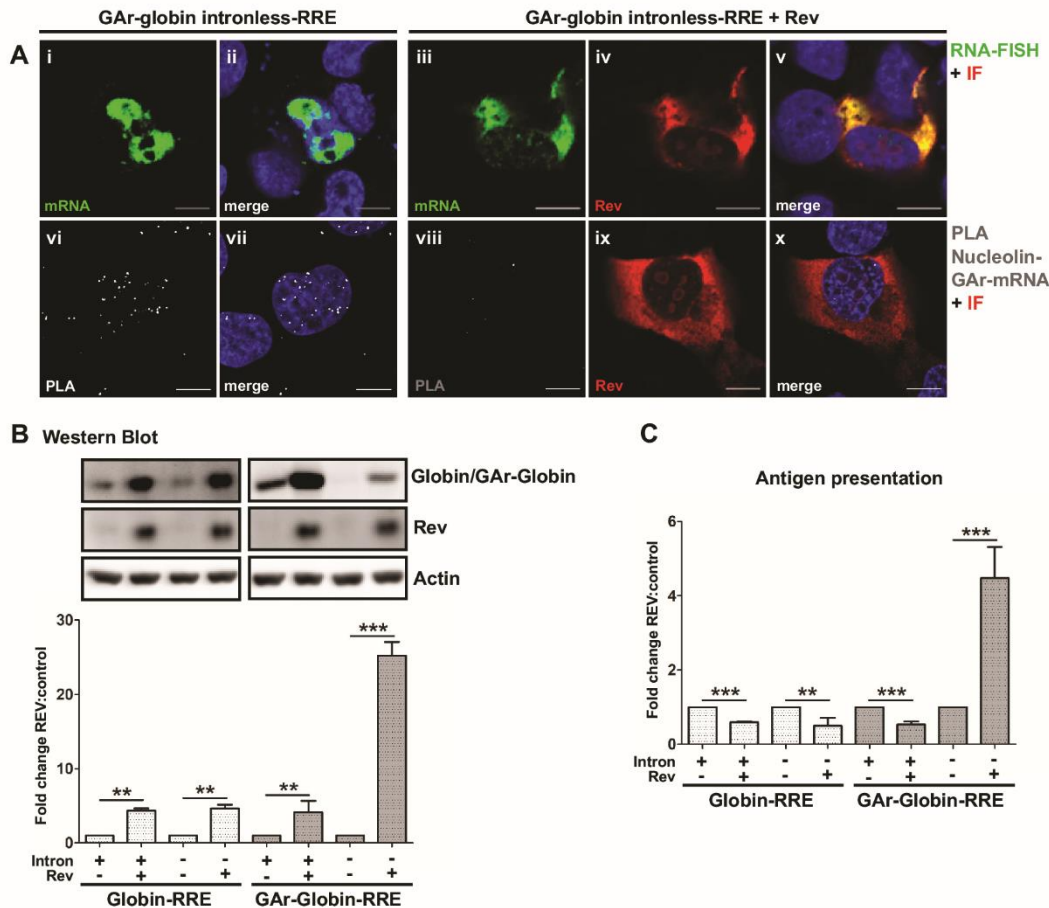 GAr-globin intronless-RRE
GAr-globin intronless-RRE + Rev
A
i
ii
iii
iv
v
RNA-FISH
+ IF
mRNA
merge
mRNA
Rev
merge
vi
vii
viii
ix
x
PLA
Nucleolin-
GAr-mRNA
+ IF
PLA
merge
PLA
Rev
merge
B Western Blot
Globin/GAr-Globin
Rev
Actin
Fold change REV:control
30
20
10
0
** ** ** ***
Intron + + - - + + - -
Rev - + - + - + - +
Globin-RRE GAr-Globin-RRE
C
Antigen presentation
Fold change REV:control
6
4
2
0
*** ** *** ***
Intron + + - - + + - -
Rev - + - + - + - +
Globin-RRE GAr-Globin-RRE